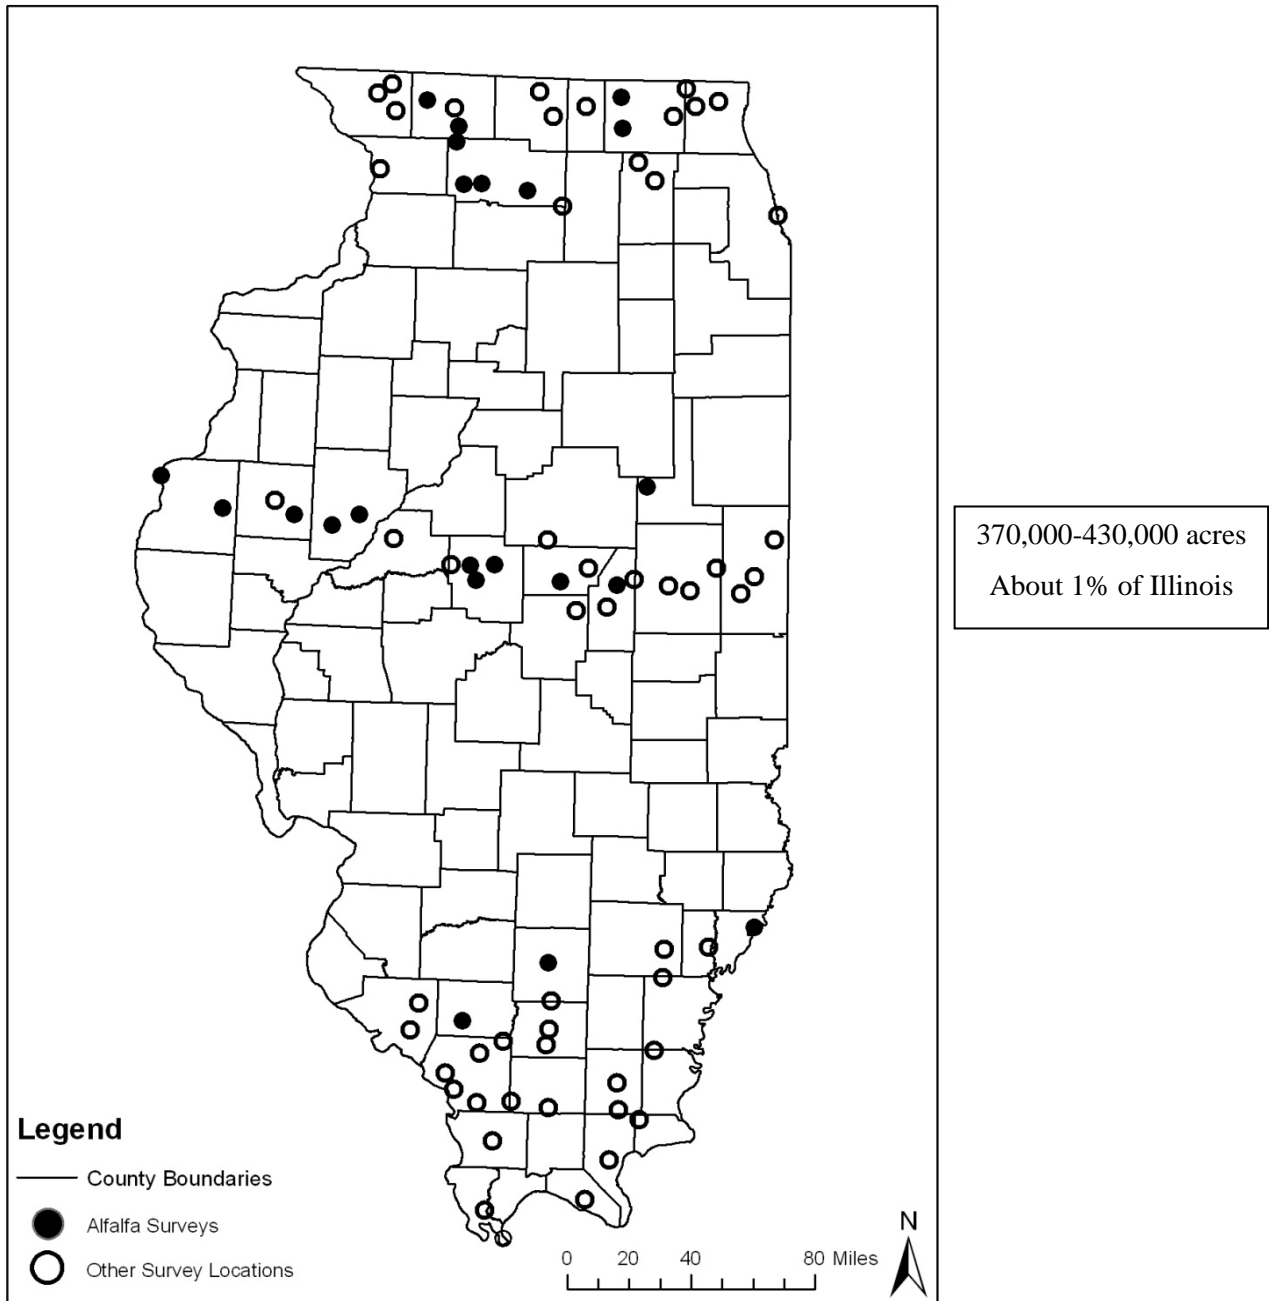 370,000-430,000 acres
About 1% of Illinois
Legend
County Boundaries
Alfalfa Surveys
Other Survey Locations
0 20 40 80 Miles
N